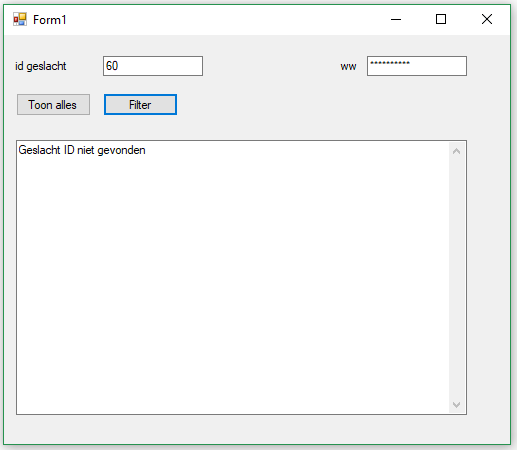 Form1
id geslacht 60 ww **********
Toon alles Filter
Geslacht ID niet gevonden